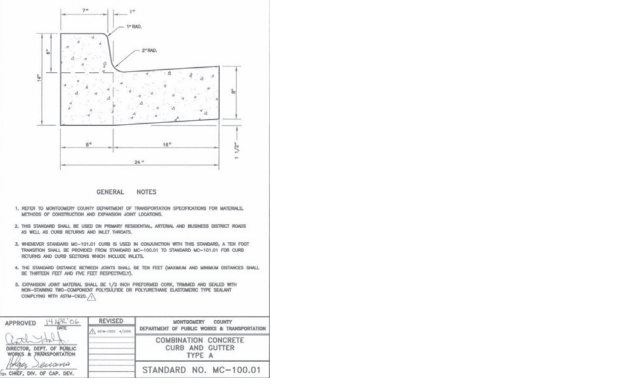 7"
1"
1" RAD.
2" RAD.
14"
8"
8"
16"
1 1/2"
24"
GENERAL NOTES
1. REFER TO MONTGOMERY COUNTY DEPARTMENT OF TRANSPORTATION SPECIFICATIONS FOR MATERIALS,
METHODS OF CONSTRUCTION AND EXPANSION JOINT LOCATIONS.
2. THIS STANDARD SHALL BE USED ON PRIMARY RESIDENTIAL, ARTERIAL AND BUSINESS DISTRICT ROADS
AS WELL AS CURB RETURNS AND INLET THROATS.
3. WHENEVER STANDARD MC-101.01 CURB IS USED IN CONJUNCTION WITH THIS STANDARD, A TEN FOOT
TRANSITION SHALL BE PROVIDED FROM STANDARD MC-100.01 TO STANDARD MC-101.01 FOR CURB
RETURNS AND CURB SECTIONS WHICH INCLUDE INLETS.
4. THE STANDARD DISTANCE BETWEEN JOINTS SHALL BE TEN FEET (MAXIMUM AND MINIMUM DISTANCES SHALL
BE THIRTEEN FEET AND FIVE FEET RESPECTIVELY).
5. EXPANSION JOINT MATERIAL SHALL BE 1/2 INCH PREFORMED CORK, TRIMMED AND SEALED WITH
NON-STAINING TWO-COMPONENT POLYSULFIDE OR POLYURETHANE ELASTOMERIC TYPE SEALANT
COMPLYING WITH ASTM-C920.
APPROVED 19 APR '06
DATE
DIRECTOR, DEPT. OF PUBLIC
WORKS & TRANSPORTATION
CHIEF, DIV. OF CAP. DEV.
REVISED
ASTM-C920
MONTGOMERY COUNTY
DEPARTMENT OF PUBLIC WORKS & TRANSPORTATION
COMBINATION CONCRETE
CURB AND GUTTER
TYPE A
STANDARD NO. MC-100.01